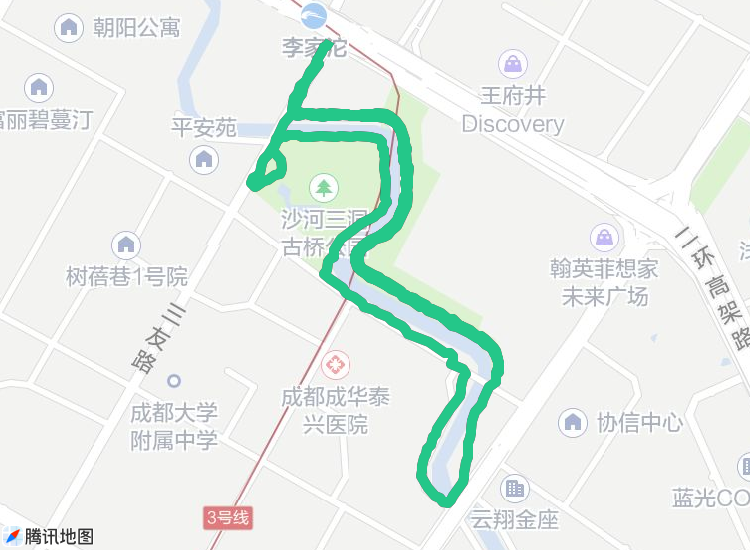 朝阳公寓
李家沱
王府井
Discovery
富丽碧蔓汀
平安苑
沙河三洞
古桥公园
树蓓巷1号院
翰英菲想家
未来广场
二环高架路
三友路
成都成华泰
兴医院
成都大学
附属中学
协信中心
蓝光CO
云翔金座
3号线
腾讯地图